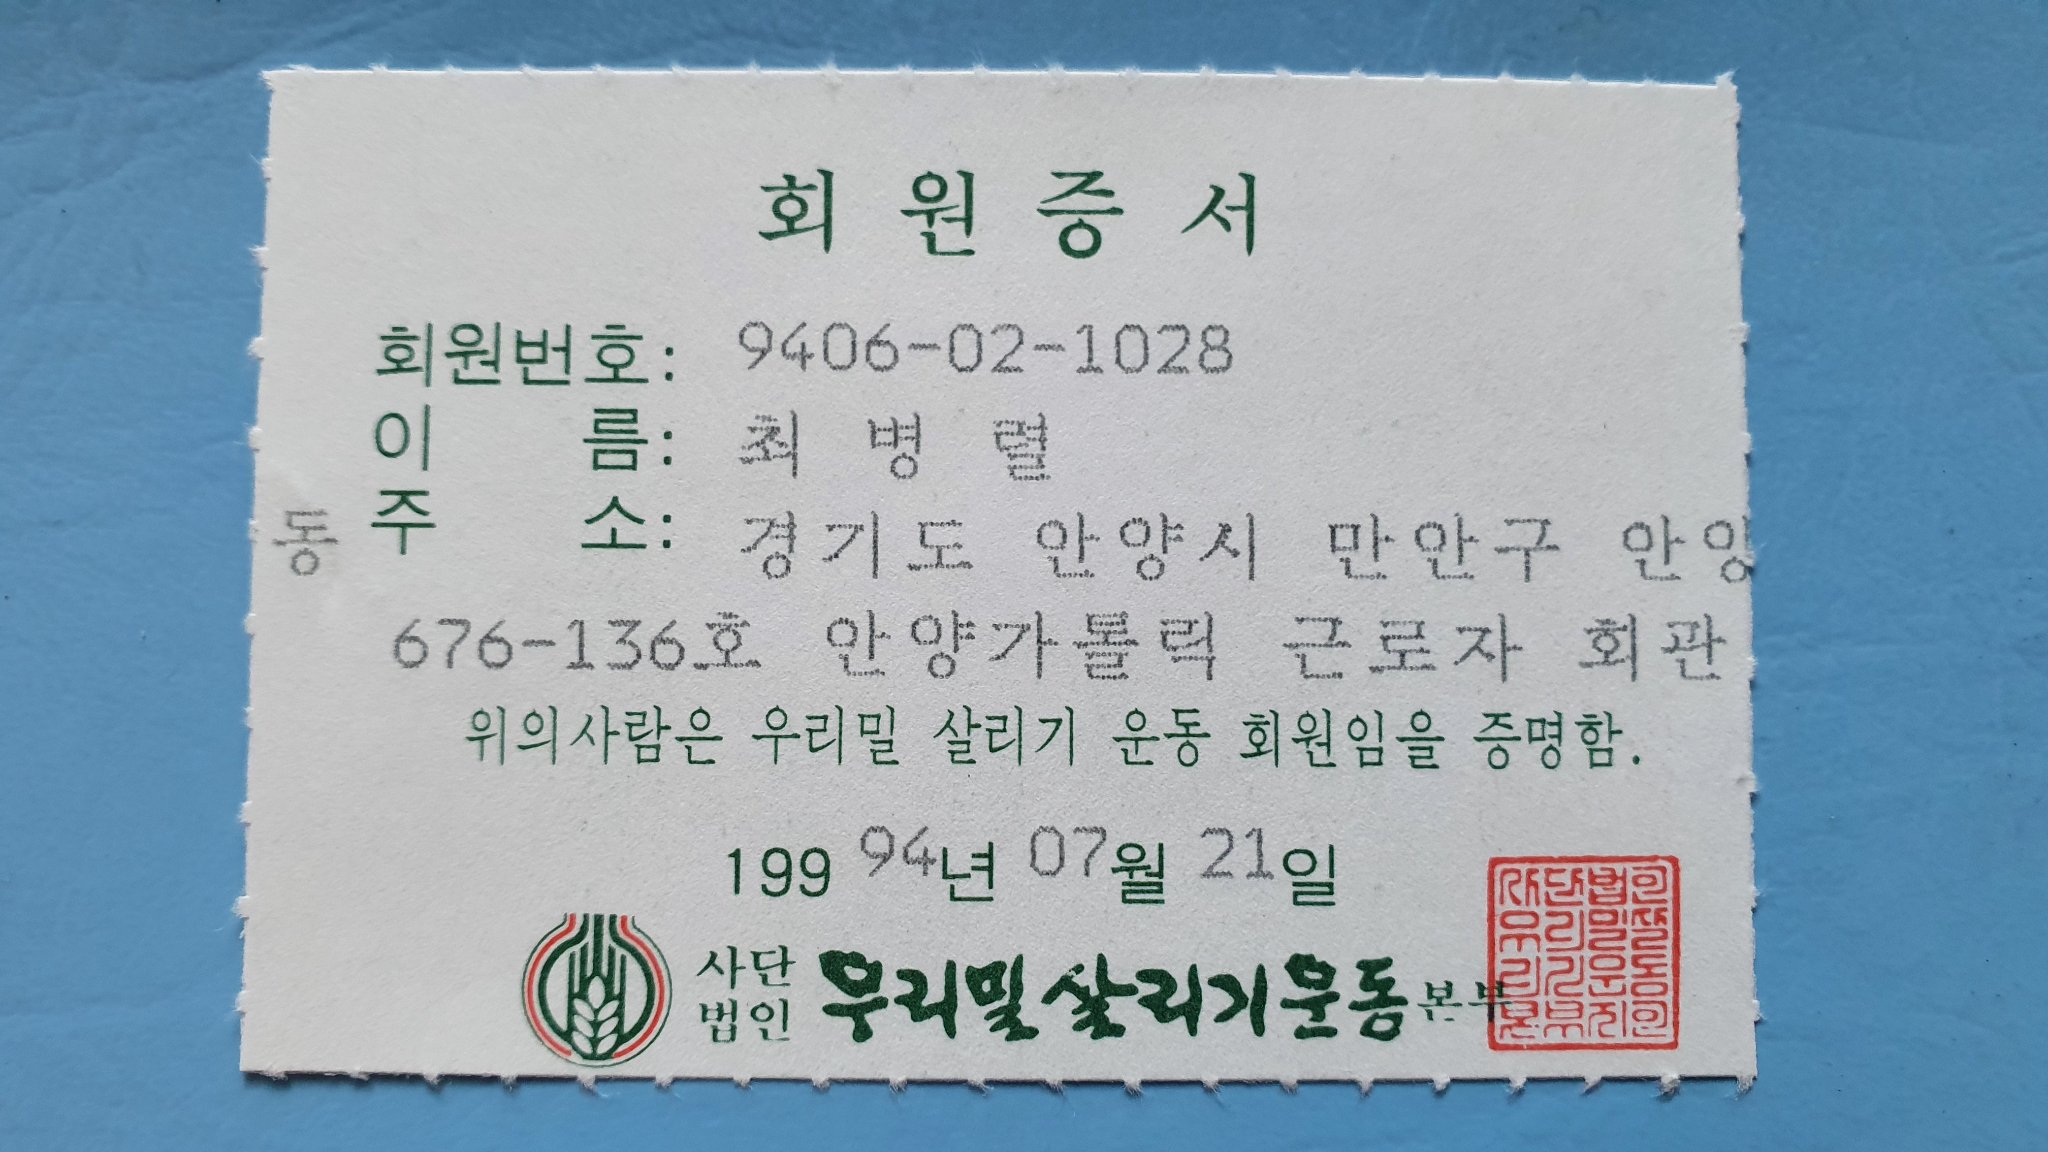 회 원 증 서
회원번호: 9406-02-1028
이 름: 최 병 렬
주 소: 경기도 안양시 만안구 안양
동
676-136호 안양가톨릭 근로자 회관
위의사람은 우리밀 살리기 운동 회원임을 증명함.
199 94년 07월 21일
사단
법인 우리밀살리기운동 본부